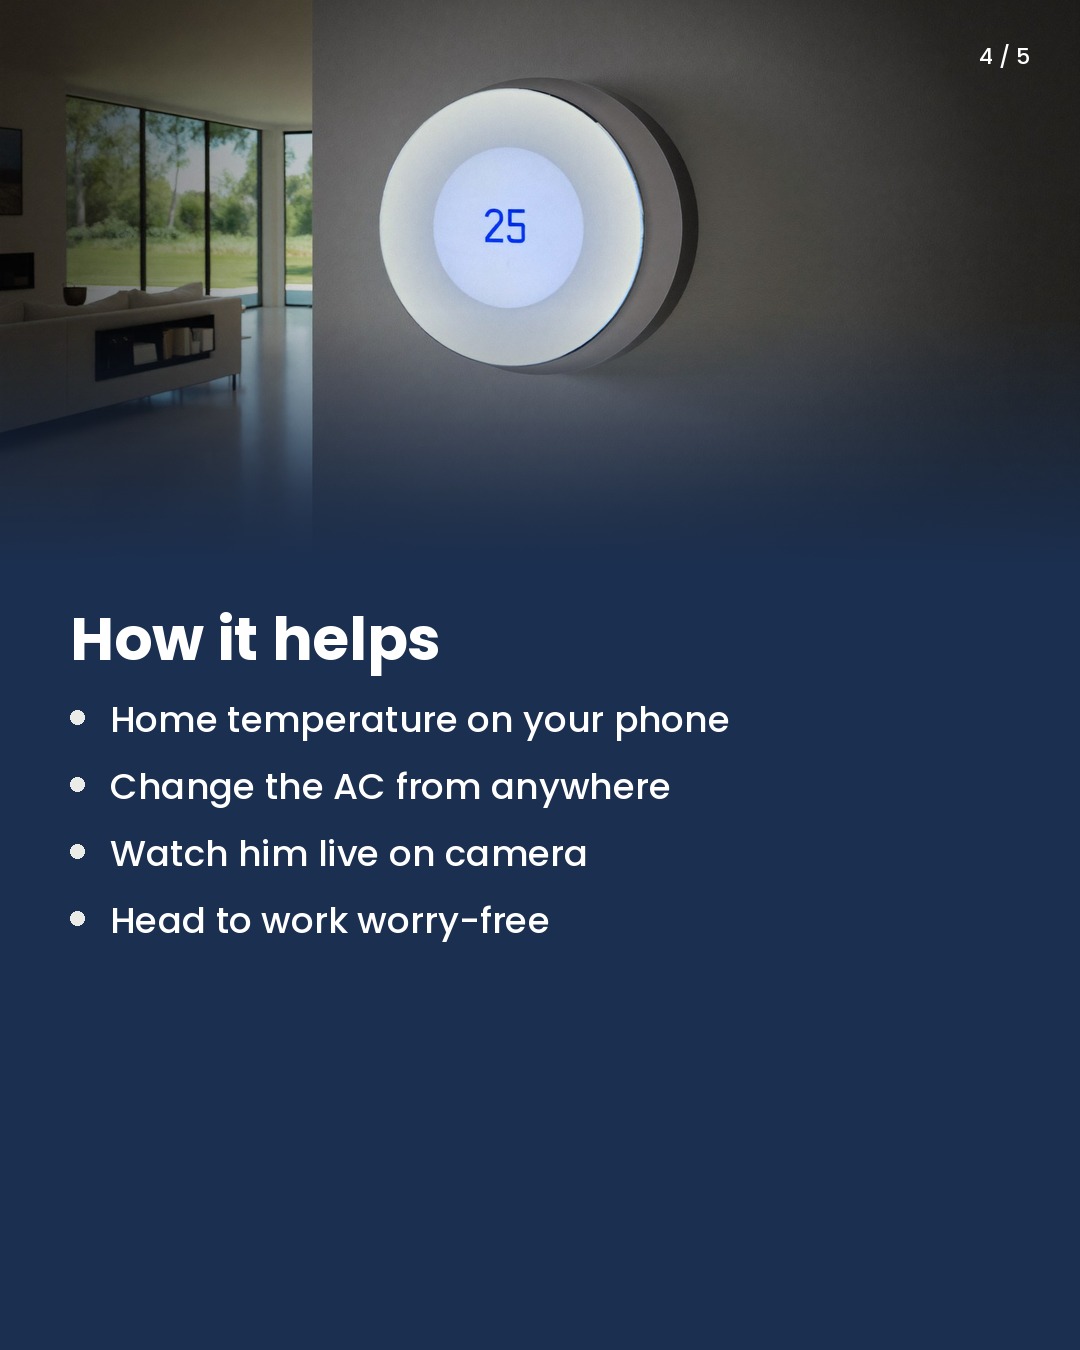 4 / 5
25
How it helps
Home temperature on your phone
Change the AC from anywhere
Watch him live on camera
Head to work worry-free